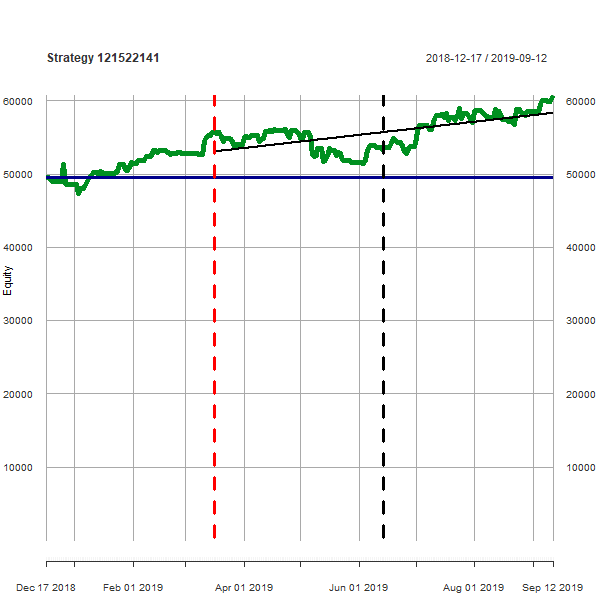 Strategy 121522141
2018-12-17 / 2019-09-12
60000
60000
50000
50000
40000
40000
Equity
30000
30000
20000
20000
10000
10000
Dec 17 2018
Feb 01 2019
Apr 01 2019
Jun 01 2019
Aug 01 2019
Sep 12 2019